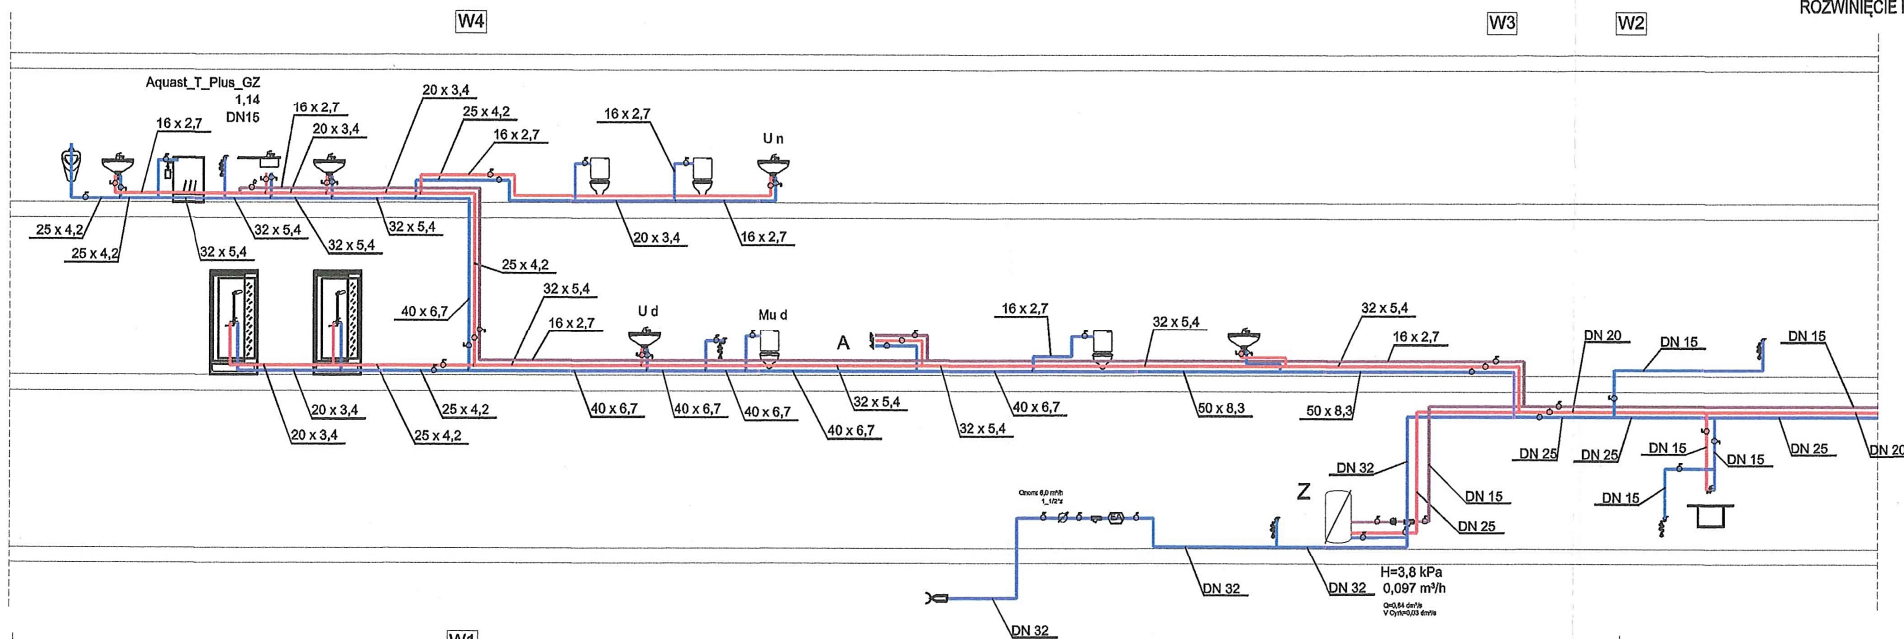 W4
W3
W2
ROZWINIĘCIE
Aquast_T_Plus_GZ
1,14
DN15
16 x 2,7
16 x 2,7
20 x 3,4
20 x 3,4
25 x 4,2
16 x 2,7
16 x 2,7
U n
25 x 4,2
25 x 4,2
32 x 5,4
32 x 5,4
32 x 5,4
32 x 5,4
20 x 3,4
16 x 2,7
25 x 4,2
40 x 6,7
32 x 5,4
16 x 2,7
U d
Mu d
A
16 x 2,7
32 x 5,4
32 x 5,4
16 x 2,7
DN 20
DN 15
DN 15
20 x 3,4
20 x 3,4
25 x 4,2
25 x 4,2
40 x 6,7
40 x 6,7
40 x 6,7
40 x 6,7
32 x 5,4
32 x 5,4
40 x 6,7
50 x 8,3
50 x 8,3
DN 25
DN 25
DN 15
DN 15
DN 25
DN 20
DN 32
DN 15
DN 25
DN 15
Z
DN 32
DN 32
DN 32
H=3,8 kPa
0,097 m³/h
W1